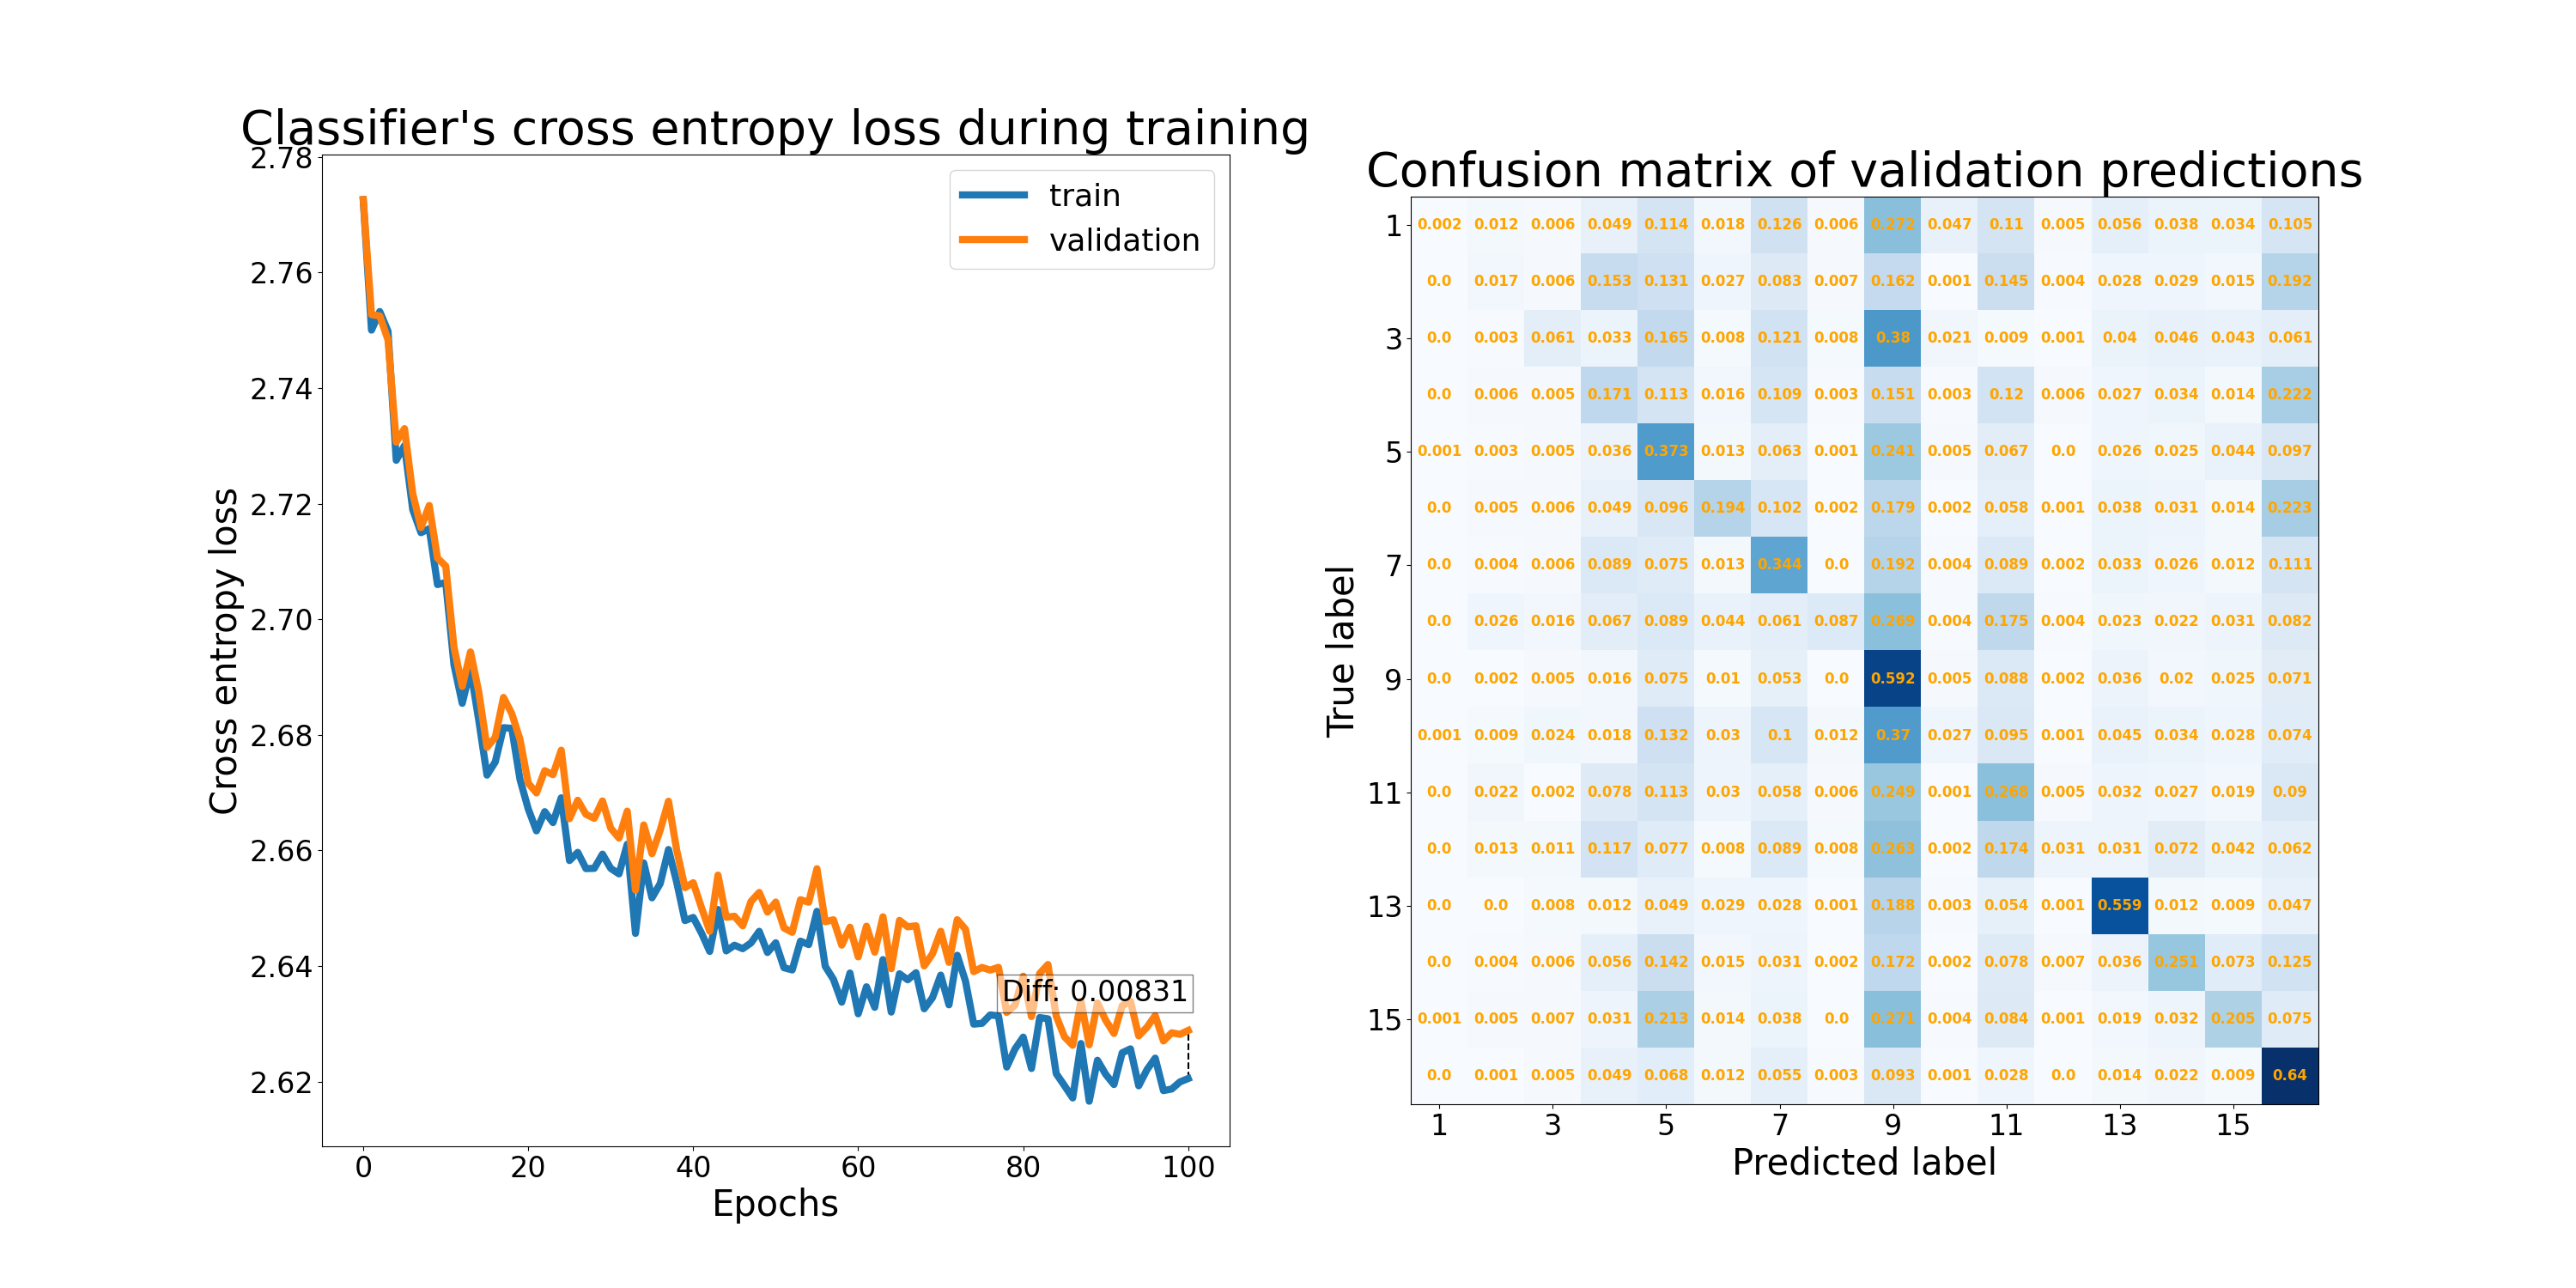 Classifier's cross entropy loss during training
2.78
2.76
2.74
2.72
2.70
2.68
2.66
2.64
2.62
Cross entropy loss
train
validation
Diff: 0.00831
0 20 40 60 80 100
Epochs
Confusion matrix of validation predictions
True label
1 0.002 0.012 0.006 0.049 0.114 0.018 0.126 0.006 0.272 0.047 0.11 0.005 0.056 0.038 0.034 0.105
0.0 0.017 0.006 0.153 0.131 0.027 0.083 0.007 0.162 0.001 0.145 0.004 0.028 0.029 0.015 0.192
3 0.0 0.003 0.061 0.033 0.165 0.008 0.121 0.008 0.38 0.021 0.009 0.001 0.04 0.046 0.043 0.061
0.0 0.006 0.005 0.171 0.113 0.016 0.109 0.003 0.151 0.003 0.12 0.006 0.027 0.034 0.014 0.222
5 0.001 0.003 0.005 0.036 0.373 0.013 0.063 0.001 0.241 0.005 0.067 0.0 0.026 0.025 0.044 0.097
0.0 0.005 0.006 0.049 0.096 0.194 0.102 0.002 0.179 0.002 0.058 0.001 0.038 0.031 0.014 0.223
7 0.0 0.004 0.006 0.089 0.075 0.013 0.344 0.0 0.192 0.004 0.089 0.002 0.033 0.026 0.012 0.111
0.0 0.026 0.016 0.067 0.089 0.044 0.061 0.087 0.269 0.004 0.175 0.004 0.023 0.022 0.031 0.082
9 0.0 0.002 0.005 0.016 0.075 0.01 0.053 0.0 0.592 0.005 0.088 0.002 0.036 0.02 0.025 0.071
0.001 0.009 0.024 0.018 0.132 0.03 0.1 0.012 0.37 0.027 0.095 0.001 0.045 0.034 0.028 0.074
11 0.0 0.022 0.002 0.078 0.113 0.03 0.058 0.006 0.249 0.001 0.268 0.005 0.032 0.027 0.019 0.09
0.0 0.013 0.011 0.117 0.077 0.008 0.089 0.008 0.263 0.002 0.174 0.031 0.031 0.072 0.042 0.062
13 0.0 0.0 0.008 0.012 0.049 0.029 0.028 0.001 0.188 0.003 0.054 0.001 0.559 0.012 0.009 0.047
0.0 0.004 0.006 0.056 0.142 0.015 0.031 0.002 0.172 0.002 0.078 0.007 0.036 0.251 0.073 0.125
15 0.001 0.005 0.007 0.031 0.213 0.014 0.038 0.0 0.271 0.004 0.084 0.001 0.019 0.032 0.205 0.075
0.0 0.001 0.005 0.049 0.068 0.012 0.055 0.003 0.093 0.001 0.028 0.0 0.014 0.022 0.009 0.64
1 3 5 7 9 11 13 15
Predicted label